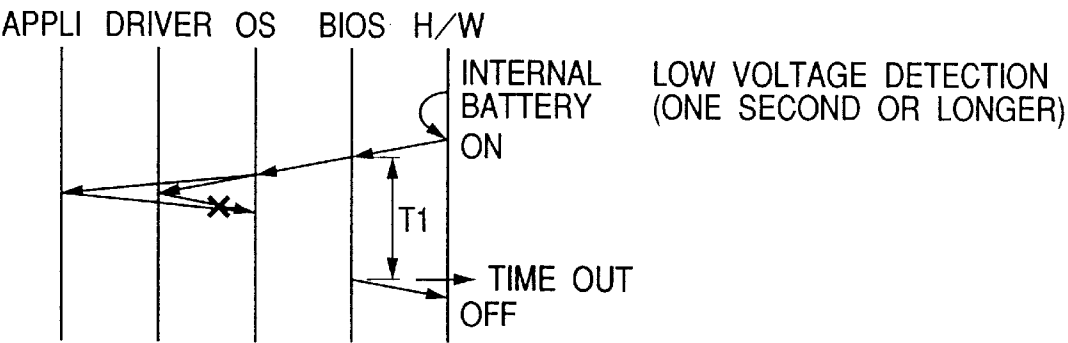 APPLI DRIVER OS BIOS H/W
INTERNAL LOW VOLTAGE DETECTION
BATTERY (ONE SECOND OR LONGER)
ON
T1
TIME OUT
OFF